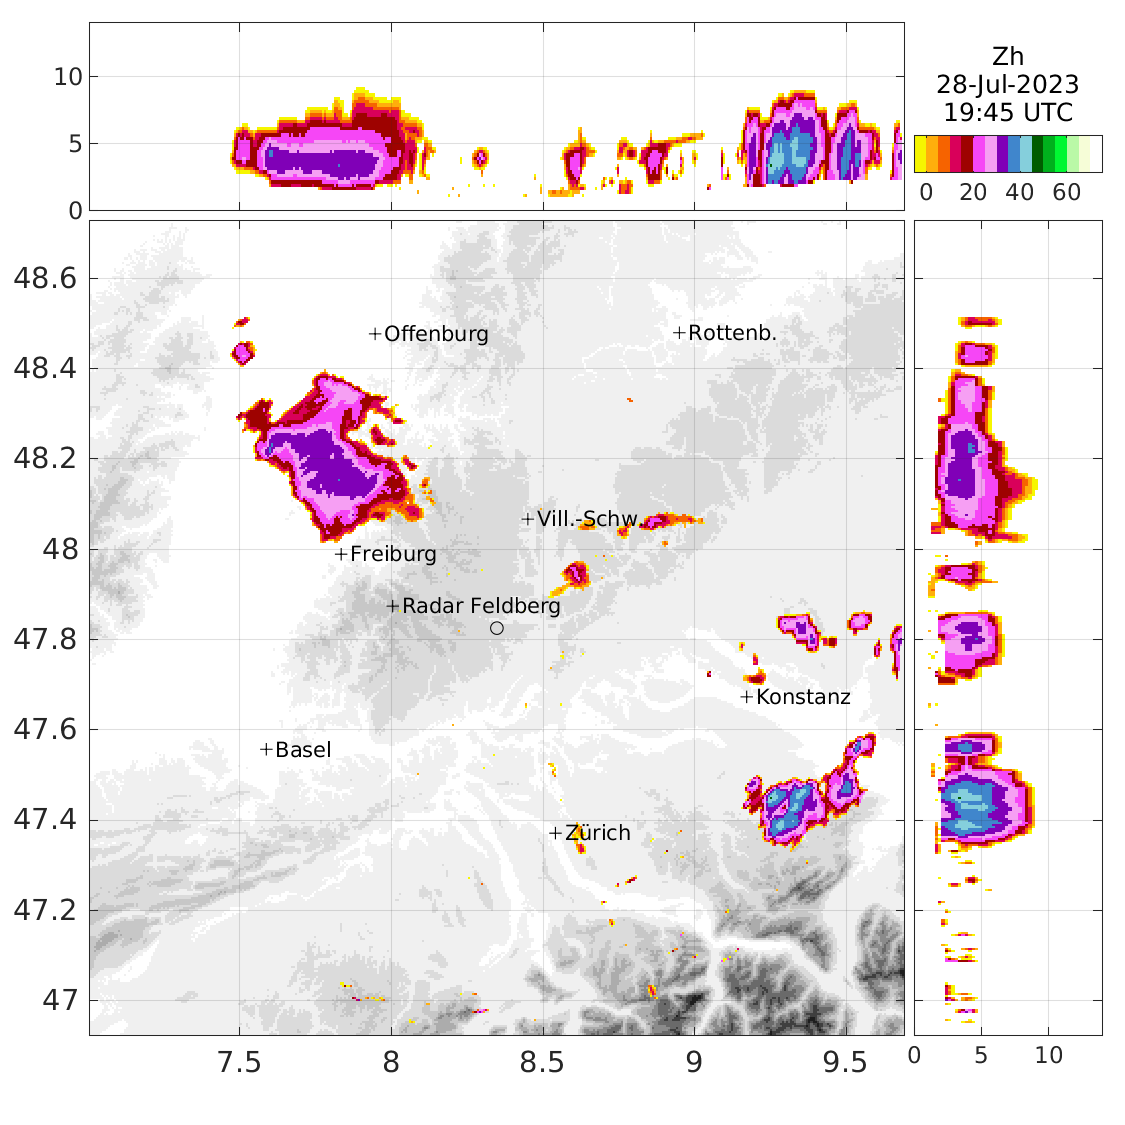 10
5
0
Zh
28-Jul-2023
19:45 UTC
0 20 40 60
48.6
48.4
48.2
48
47.8
47.6
47.4
47.2
47
+Offenburg
+Rottenb.
+Vill.-Schw.
+Freiburg
+Radar Feldberg
+Konstanz
+Basel
+Zürich
7.5 8 8.5 9 9.5
0 5 10